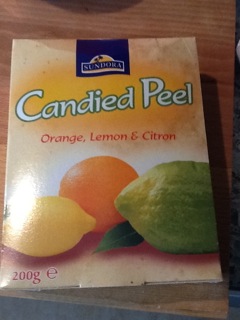 SUNDORA
Candied Peel
Orange, Lemon & Citron
200g ℮